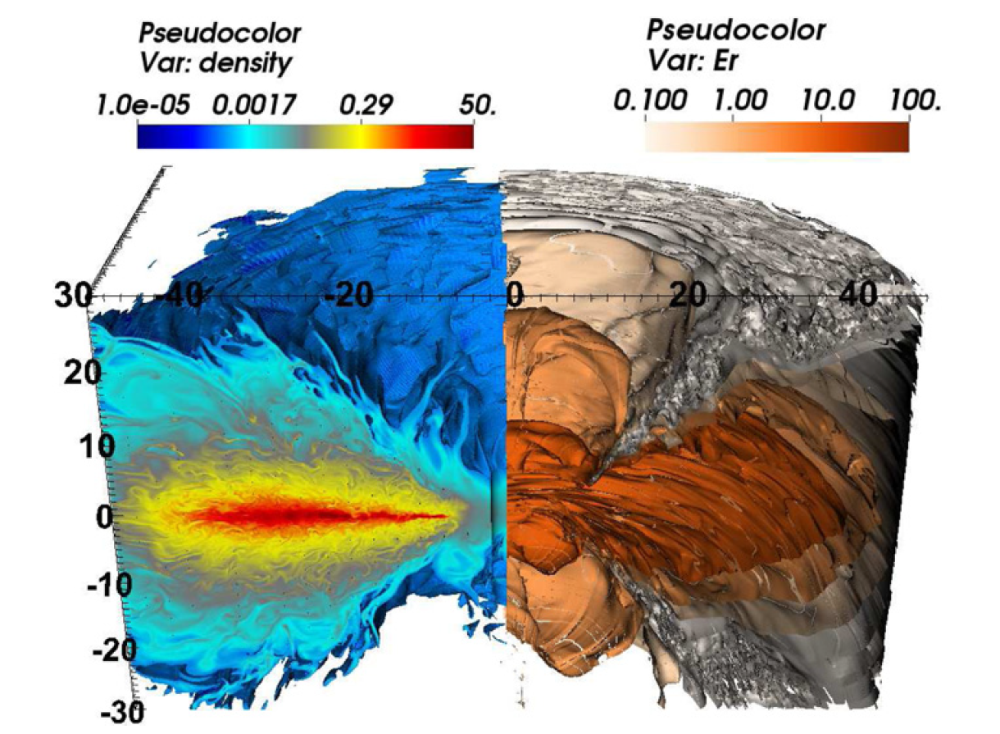 Pseudocolor
Var: density
1.0e-05 0.0017 0.29 50.
Pseudocolor
Var: Er
0.100 1.00 10.0 100.
30 -40 -20 0 20 40
20
10
0
-10
-20
-30